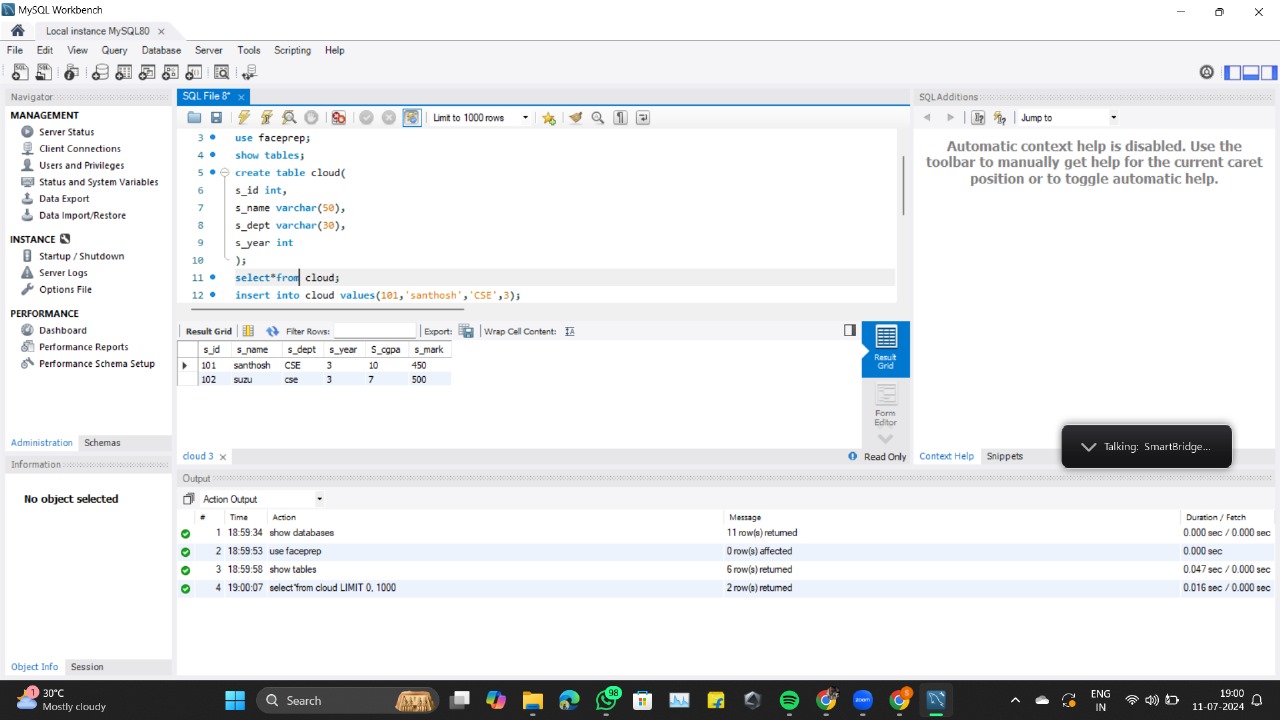 MySQL Workbench
Local instance MySQL80
File Edit View Query Database Server Tools Scripting Help
Navigator
MANAGEMENT
Server Status
Client Connections
Users and Privileges
Status and System Variables
Data Export
Data Import/Restore
INSTANCE
Startup / Shutdown
Server Logs
Options File
PERFORMANCE
Dashboard
Performance Reports
Performance Schema Setup
Administration Schemas
Information
No object selected
Object Info Session
SQL File 8*
Limit to 1000 rows
3 use faceprep;
4 show tables;
5 create table cloud(
6 s_id int,
7 s_name varchar(50),
8 s_dept varchar(30),
9 s_year int
10 );
11 select*from cloud;
12 insert into cloud values(101,'santhosh','CSE',3);
Result Grid Filter Rows: Export: Wrap Cell Content:
s_id s_name s_dept s_year S_cgpa s_mark
101 santhosh CSE 3 10 450
102 suzu cse 3 7 500
Result Grid
Form Editor
cloud 3 Read Only
SQLAdditions
Jump to
Automatic context help is disabled. Use the
toolbar to manually get help for the current caret
position or to toggle automatic help.
Talking: SmartBridge...
Context Help Snippets
Output
Action Output
# Time Action Message Duration / Fetch
1 18:59:34 show databases 11 row(s) returned 0.000 sec / 0.000 sec
2 18:59:53 use faceprep 0 row(s) affected 0.000 sec
3 18:59:58 show tables 6 row(s) returned 0.047 sec / 0.000 sec
4 19:00:07 select*from cloud LIMIT 0, 1000 2 row(s) returned 0.016 sec / 0.000 sec
1
30°C
Mostly cloudy
Search
98
zoom
ENG
IN
19:00
11-07-2024